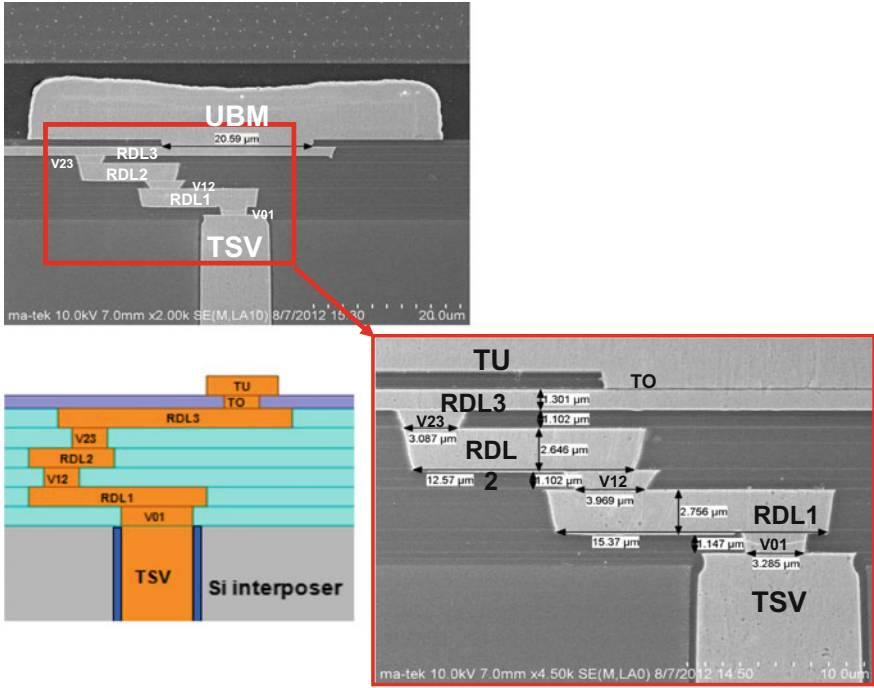 UBM
20.59 µm
RDL3
V23
RDL2
V12
RDL1
V01
TSV
ma-tek 10.0kV 7.0mm x2.00k SE(M,LA10) 8/7/2012 15:30
20.0um
TU
TO
RDL3
V23
RDL2
V12
RDL1
V01
TSV
Si interposer
TU
TO
1.301 µm
RDL3
1.102 µm
V23
3.087 µm
RDL
2.646 µm
12.57 µm
2
1.102 µm
V12
3.969 µm
2.756 µm
RDL1
15.37 µm
1.147 µm
V01
3.285 µm
TSV
ma-tek 10.0kV 7.0mm x4.50k SE(M,LA0) 8/7/2012 14:50
10.0um